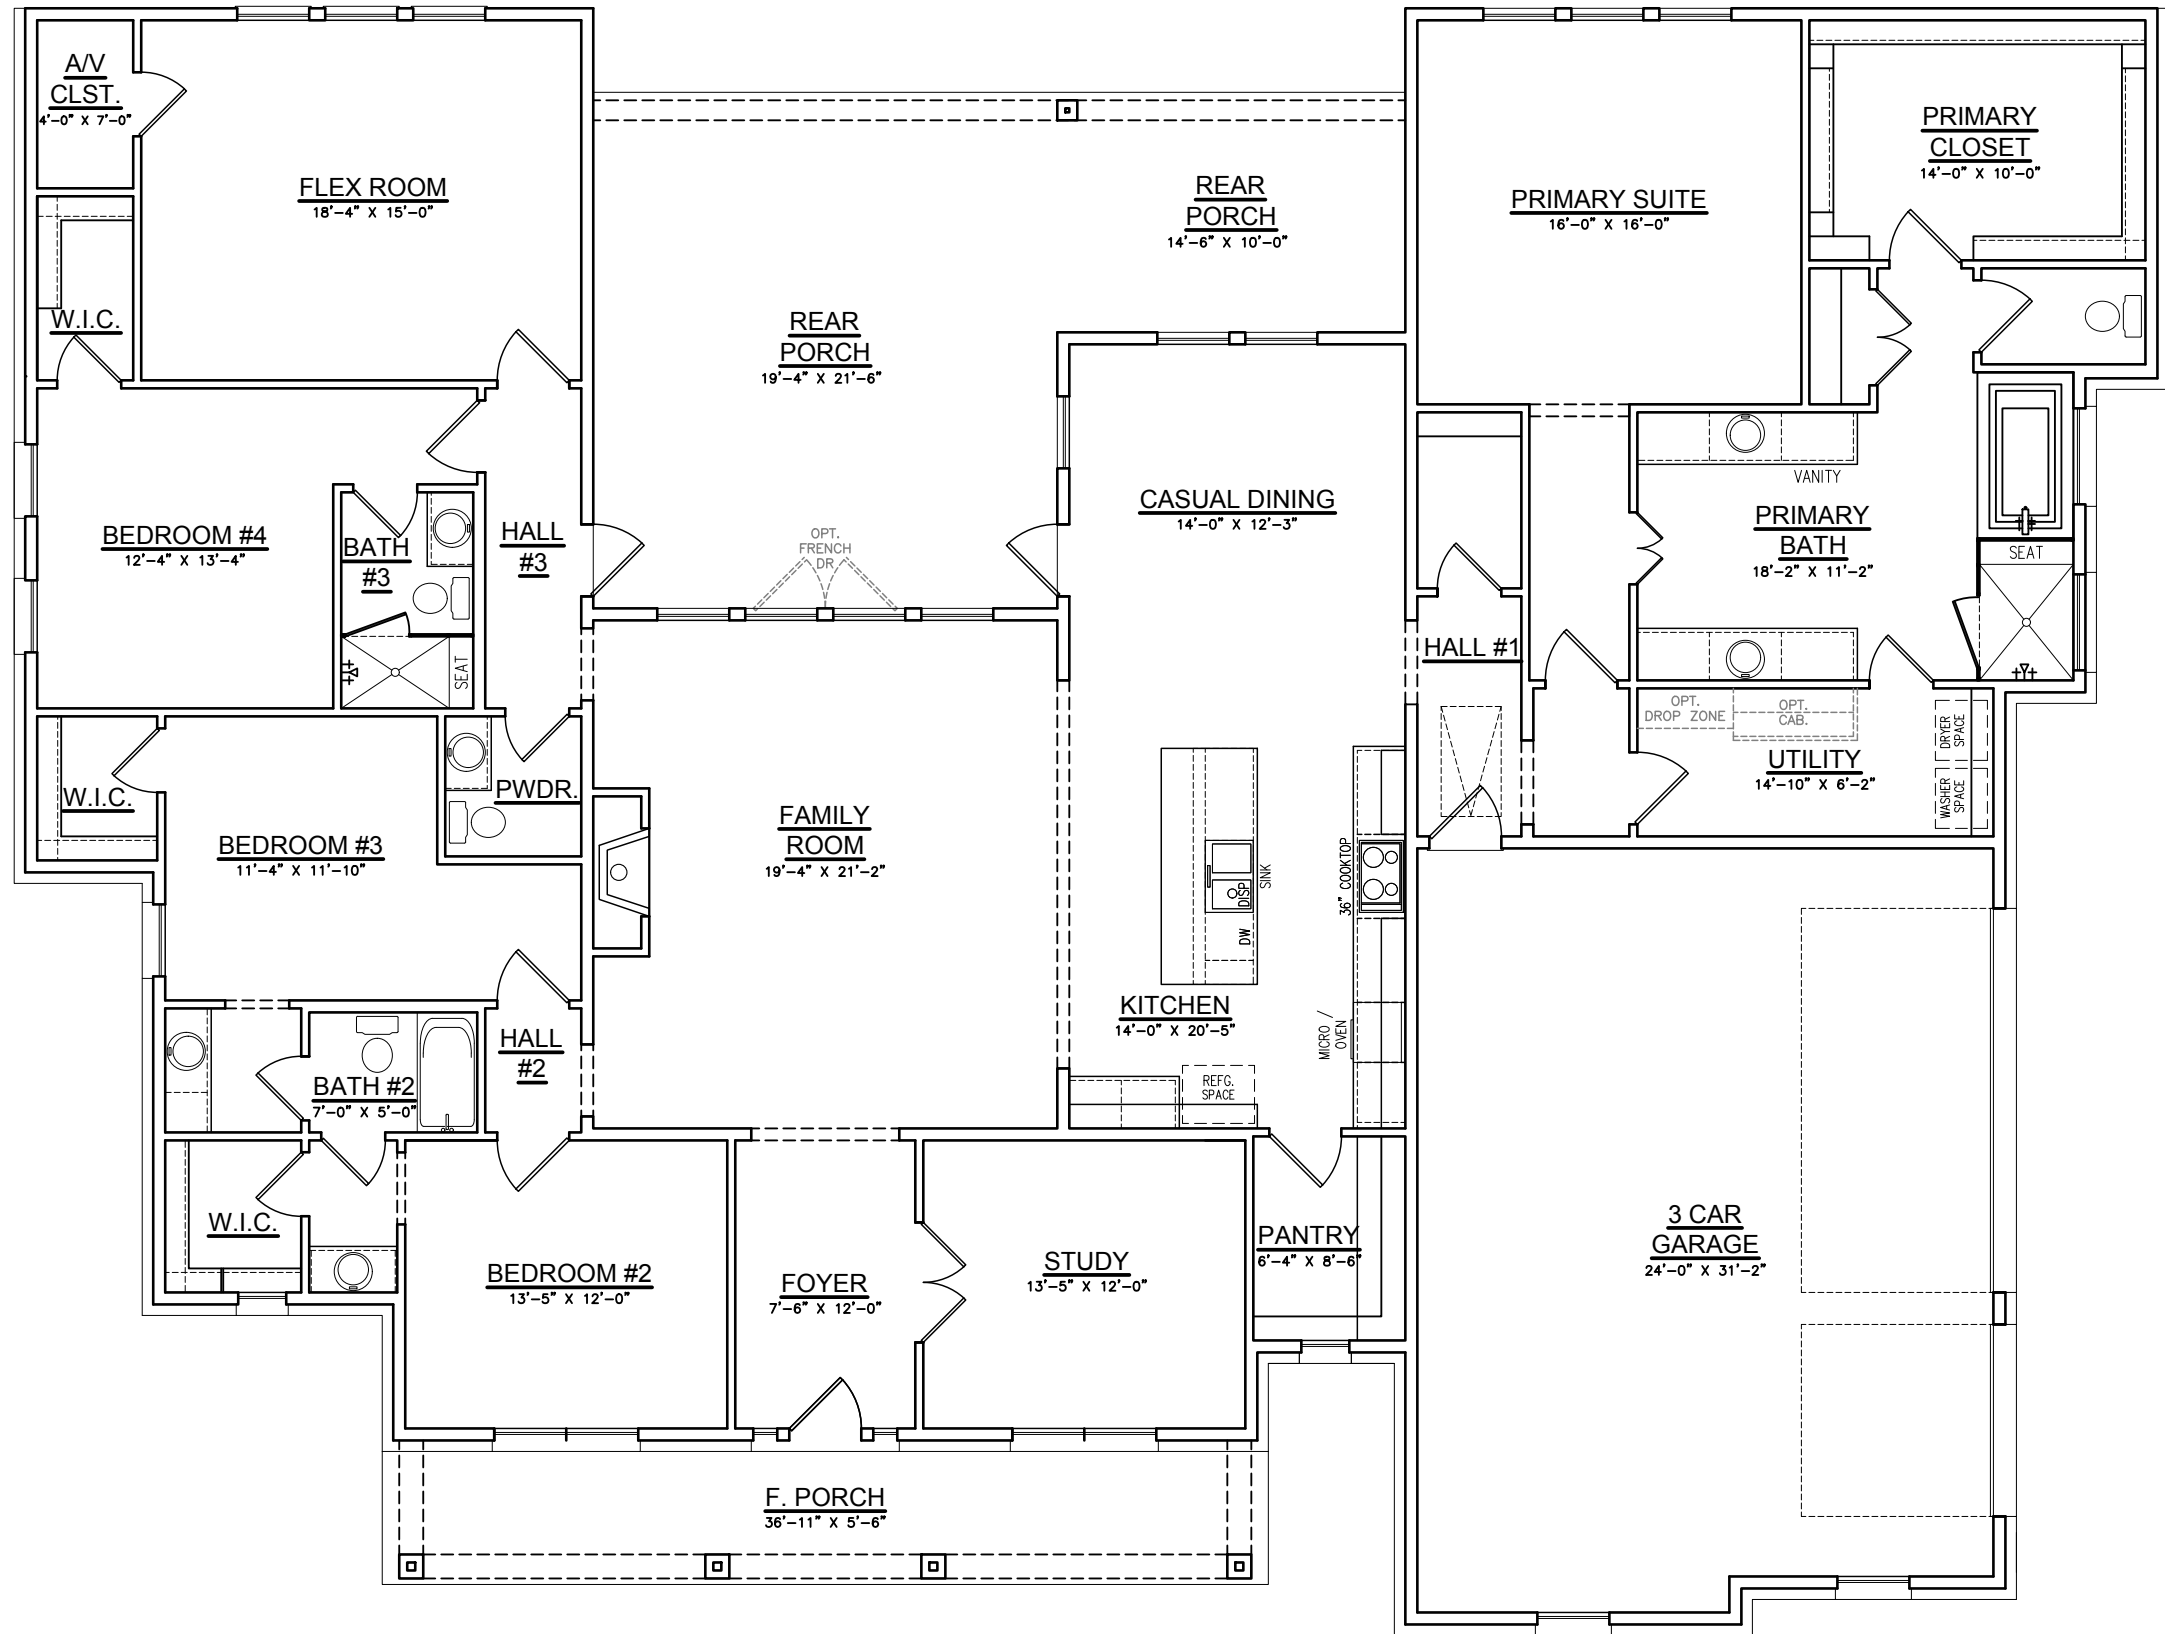 A/V
CLST.
4'-0" X 7'-0"
FLEX ROOM
18'-4" X 15'-0"
REAR
PORCH
14'-6" X 10'-0"
PRIMARY SUITE
16'-0" X 16'-0"
PRIMARY
CLOSET
14'-0" X 10'-0"
W.I.C.
REAR
PORCH
19'-4" X 21'-6"
BEDROOM #4
12'-4" X 13'-4"
BATH
#3
SEAT
HALL
#3
OPT.
FRENCH
DR
CASUAL DINING
14'-0" X 12'-3"
VANITY
PRIMARY
BATH
18'-2" X 11'-2"
SEAT
HALL #1
OPT.
DROP ZONE
OPT.
CAB.
UTILITY
14'-10" X 6'-2"
DRYER
SPACE
WASHER
SPACE
W.I.C.
PWDR.
BEDROOM #3
11'-4" X 11'-10"
FAMILY
ROOM
19'-4" X 21'-2"
SINK
DISP
DW
36" COOKTOP
KITCHEN
14'-0" X 20'-5"
MICRO /
OVEN
REFG.
SPACE
HALL
#2
BATH #2
7'-0" X 5'-0"
W.I.C.
BEDROOM #2
13'-5" X 12'-0"
FOYER
7'-6" X 12'-0"
STUDY
13'-5" X 12'-0"
PANTRY
6'-4" X 8'-6"
3 CAR
GARAGE
24'-0" X 31'-2"
F. PORCH
36'-11" X 5'-6"